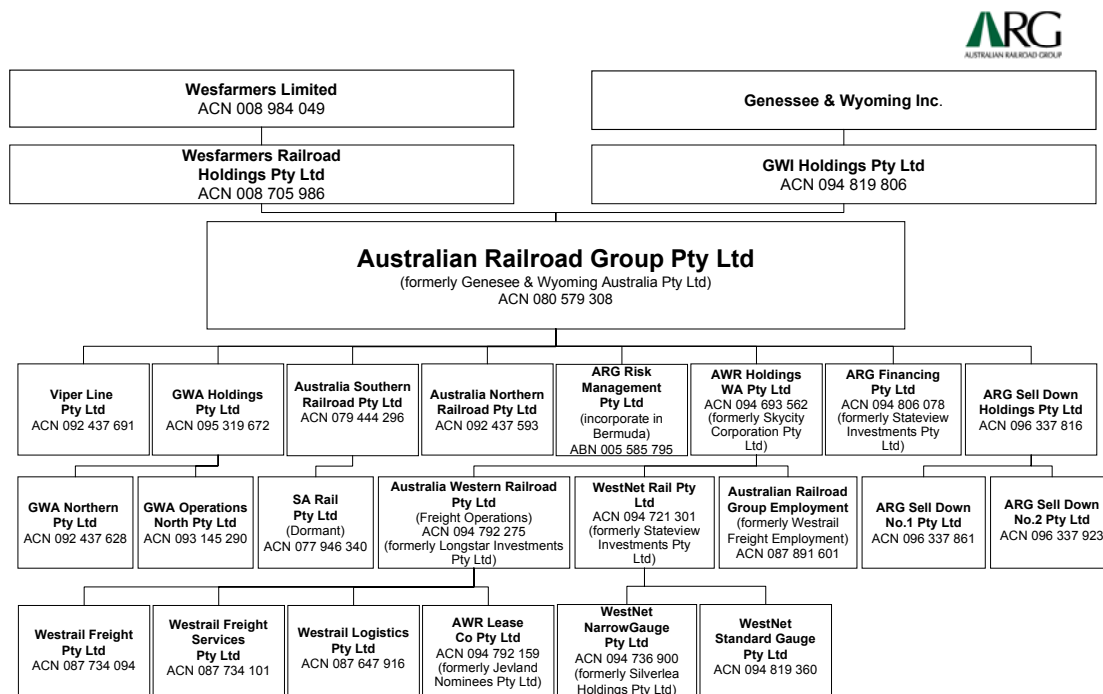 ARG
AUSTRALIAN RAILROAD GROUP
Wesfarmers Limited
ACN 008 984 049
Genessee & Wyoming Inc.
Wesfarmers Railroad
Holdings Pty Ltd
ACN 008 705 986
GWI Holdings Pty Ltd
ACN 094 819 806
Australian Railroad Group Pty Ltd
(formerly Genesee & Wyoming Australia Pty Ltd)
ACN 080 579 308
Viper Line
Pty Ltd
ACN 092 437 691
GWA Holdings
Pty Ltd
ACN 095 319 672
Australia Southern
Railroad Pty Ltd
ACN 079 444 296
Australia Northern
Railroad Pty Ltd
ACN 092 437 593
ARG Risk
Management
Pty Ltd
(incorporate in
Bermuda)
ABN 005 585 795
AWR Holdings
WA Pty Ltd
ACN 094 693 562
(formerly Skycity
Corporation Pty
Ltd)
ARG Financing
Pty Ltd
ACN 094 806 078
(formerly Stateview
Investments Pty
Ltd)
ARG Sell Down
Holdings Pty Ltd
ACN 096 337 816
GWA Northern
Pty Ltd
ACN 092 437 628
GWA Operations
North Pty Ltd
ACN 093 145 290
SA Rail
Pty Ltd
(Dormant)
ACN 077 946 340
Australia Western Railroad
Pty Ltd
(Freight Operations)
ACN 094 792 275
(formerly Longstar Investments
Pty Ltd)
WestNet Rail Pty
Ltd
ACN 094 721 301
(formerly Stateview
Investments Pty
Ltd)
Australian Railroad
Group Employment
(formerly Westrail
Freight Employment)
ACN 087 891 601
ARG Sell Down
No.1 Pty Ltd
ACN 096 337 861
ARG Sell Down
No.2 Pty Ltd
ACN 096 337 923
Westrail Freight
Pty Ltd
ACN 087 734 094
Westrail Freight
Services
Pty Ltd
ACN 087 734 101
Westrail Logistics
Pty Ltd
ACN 087 647 916
AWR Lease
Co Pty Ltd
ACN 094 792 159
(formerly Jevland
Nominees Pty Ltd)
WestNet
NarrowGauge
Pty Ltd
ACN 094 736 900
(formerly Silverlea
Holdings Pty Ltd)
WestNet
Standard Gauge
Pty Ltd
ACN 094 819 360